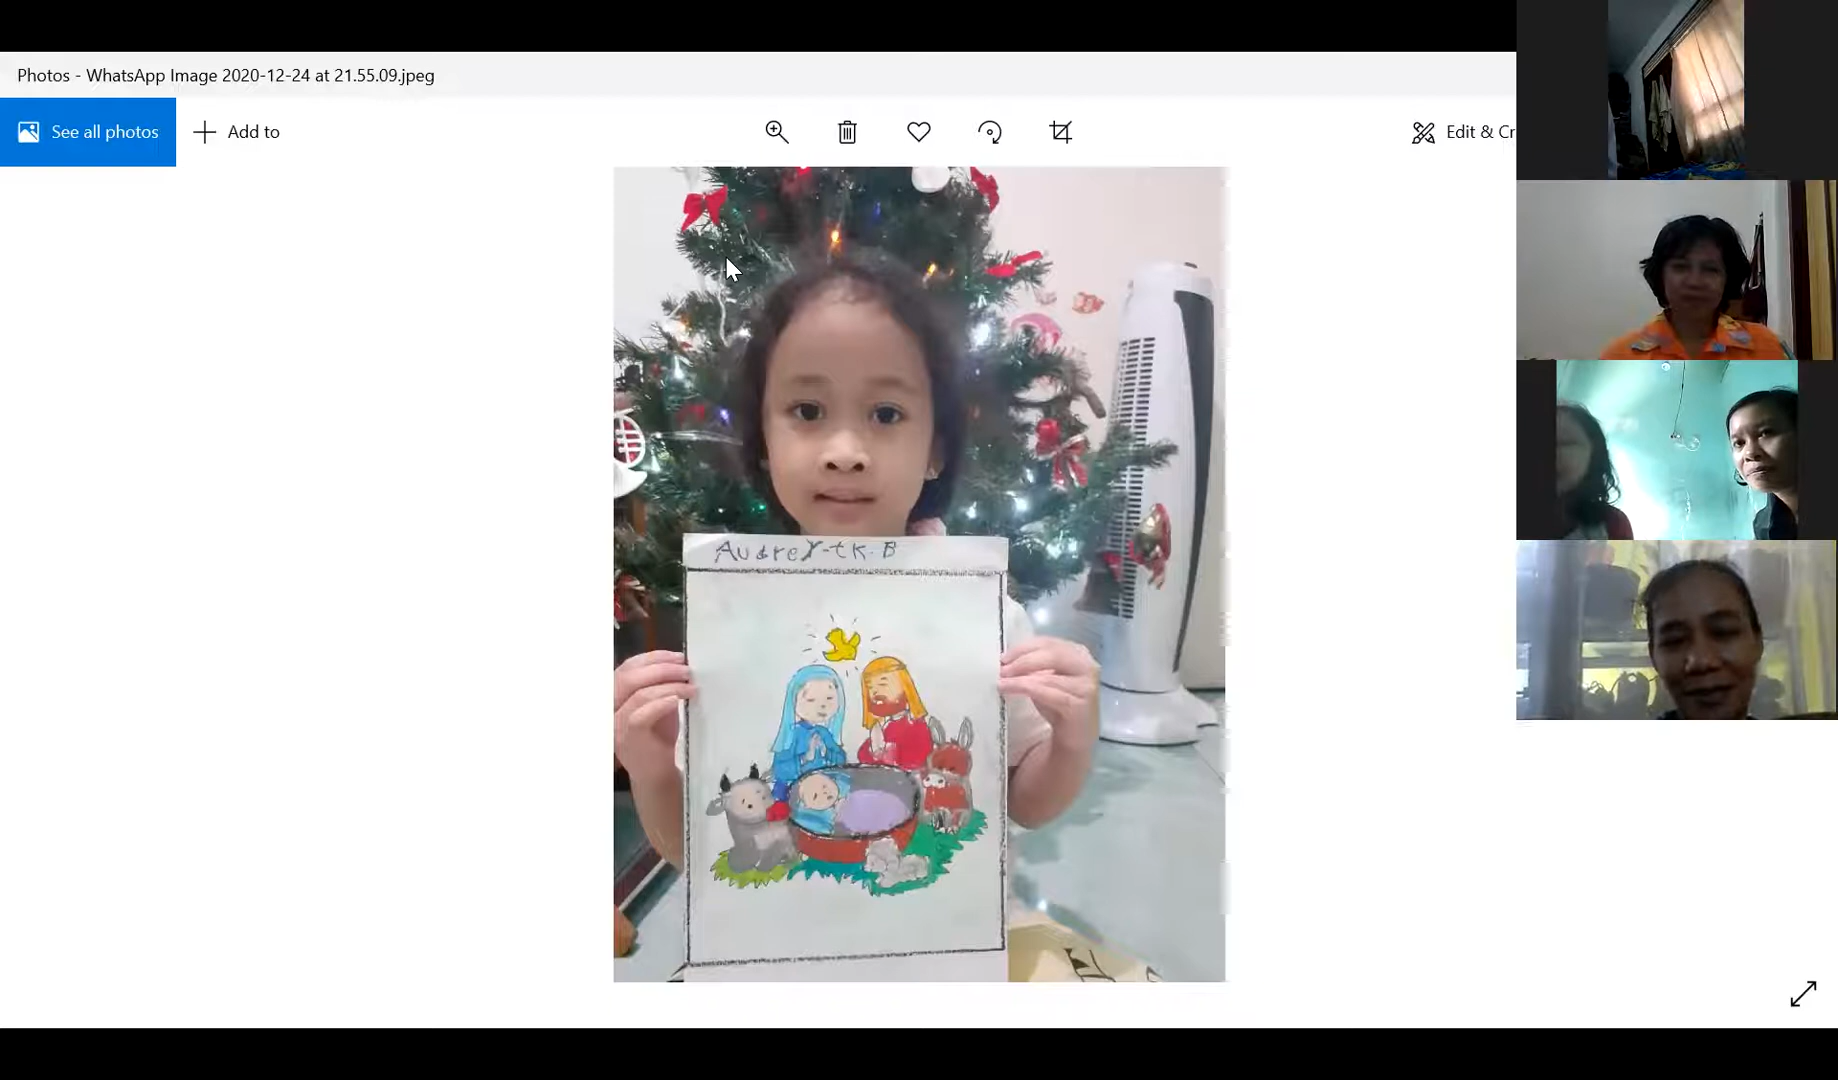 Photos - WhatsApp Image 2020-12-24 at 21.55.09.jpeg
See all photos
Add to
Edit & Cr
Audrey-tk.B